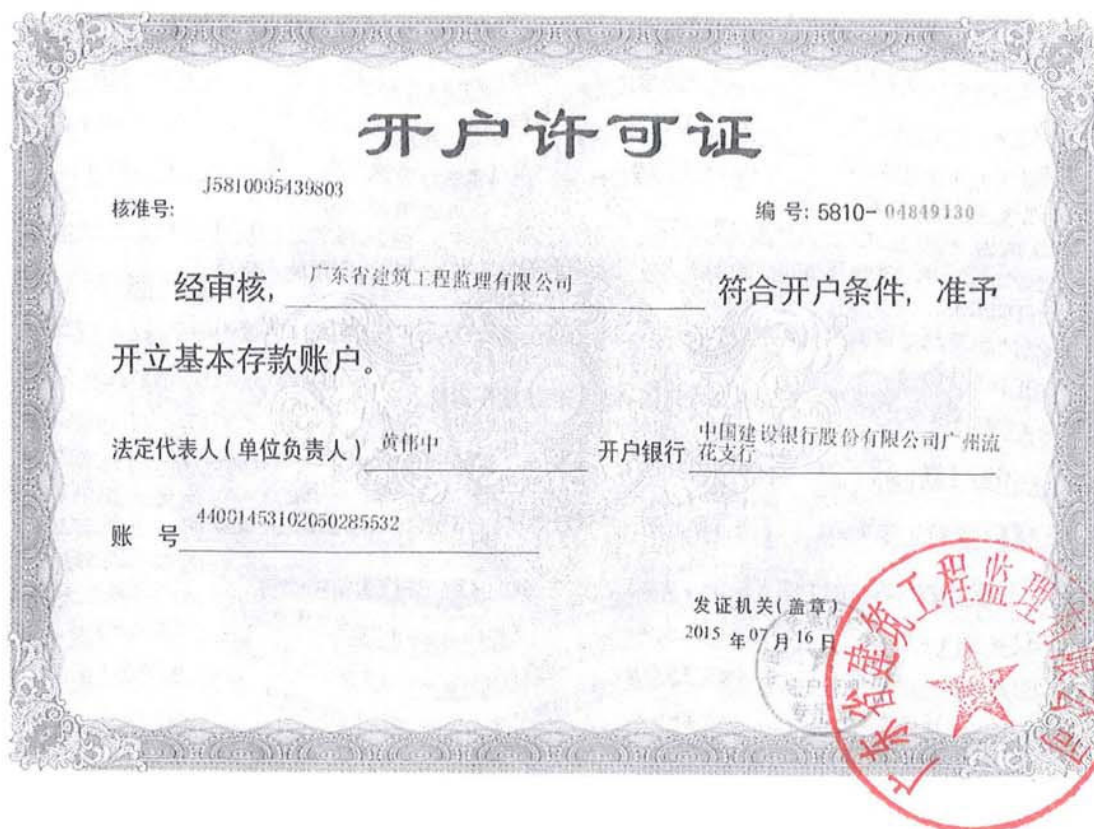 开户许可证
核准号: J5810005439803
编 号: 5810- 04849130
经审核, 广东省建筑工程监理有限公司 符合开户条件, 准予
开立基本存款账户。
法定代表人(单位负责人) 黄伟中 开户银行 中国建设银行股份有限公司广州流
花支行
账 号 44001453102050285532
发证机关(盖章)
2015 年 07 月 16 日
广东省建筑工程监理有限公司